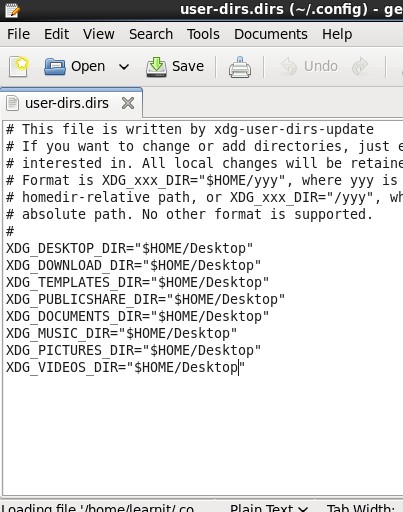 user-dirs.dirs (~/.config) - ge
File Edit View Search Tools Documents Help
Open Save Undo
user-dirs.dirs
# This file is written by xdg-user-dirs-update
# If you want to change or add directories, just e
# interested in. All local changes will be retaine
# Format is XDG_xxx_DIR="$HOME/yyy", where yyy is
# homedir-relative path, or XDG_xxx_DIR="/yyy", wh
# absolute path. No other format is supported.
#
XDG_DESKTOP_DIR="$HOME/Desktop"
XDG_DOWNLOAD_DIR="$HOME/Desktop"
XDG_TEMPLATES_DIR="$HOME/Desktop"
XDG_PUBLICSHARE_DIR="$HOME/Desktop"
XDG_DOCUMENTS_DIR="$HOME/Desktop"
XDG_MUSIC_DIR="$HOME/Desktop"
XDG_PICTURES_DIR="$HOME/Desktop"
XDG_VIDEOS_DIR="$HOME/Desktop"
Loading file '/home/learnit/.co Plain Text Tab Width: